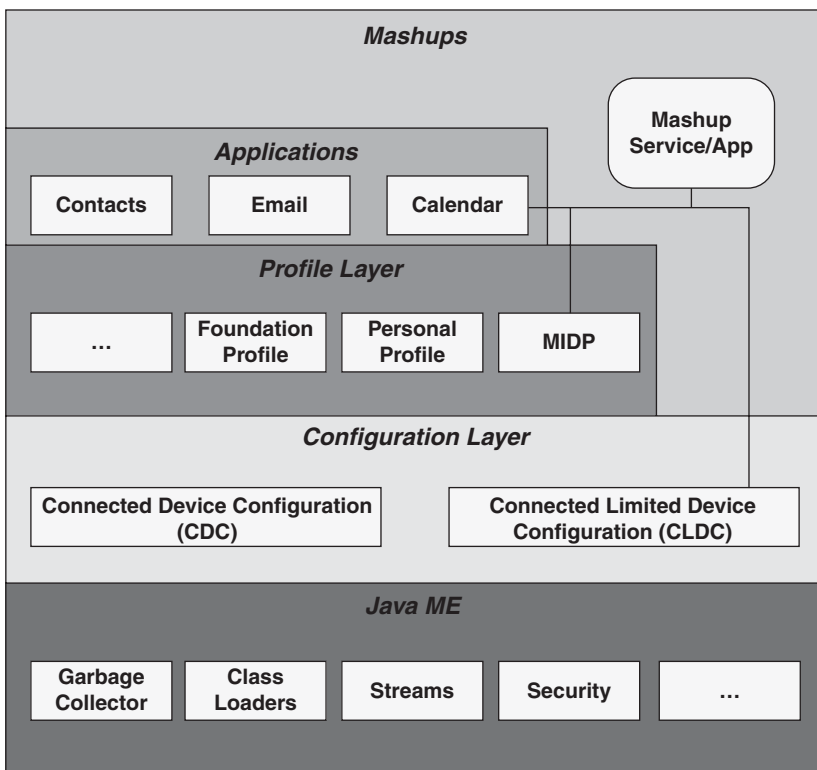 Mashups
Mashup
Service/App
Applications
Contacts
Email
Calendar
Profile Layer
…
Foundation
Profile
Personal
Profile
MIDP
Configuration Layer
Connected Device Configuration
(CDC)
Connected Limited Device
Configuration (CLDC)
Java ME
Garbage
Collector
Class
Loaders
Streams
Security
…